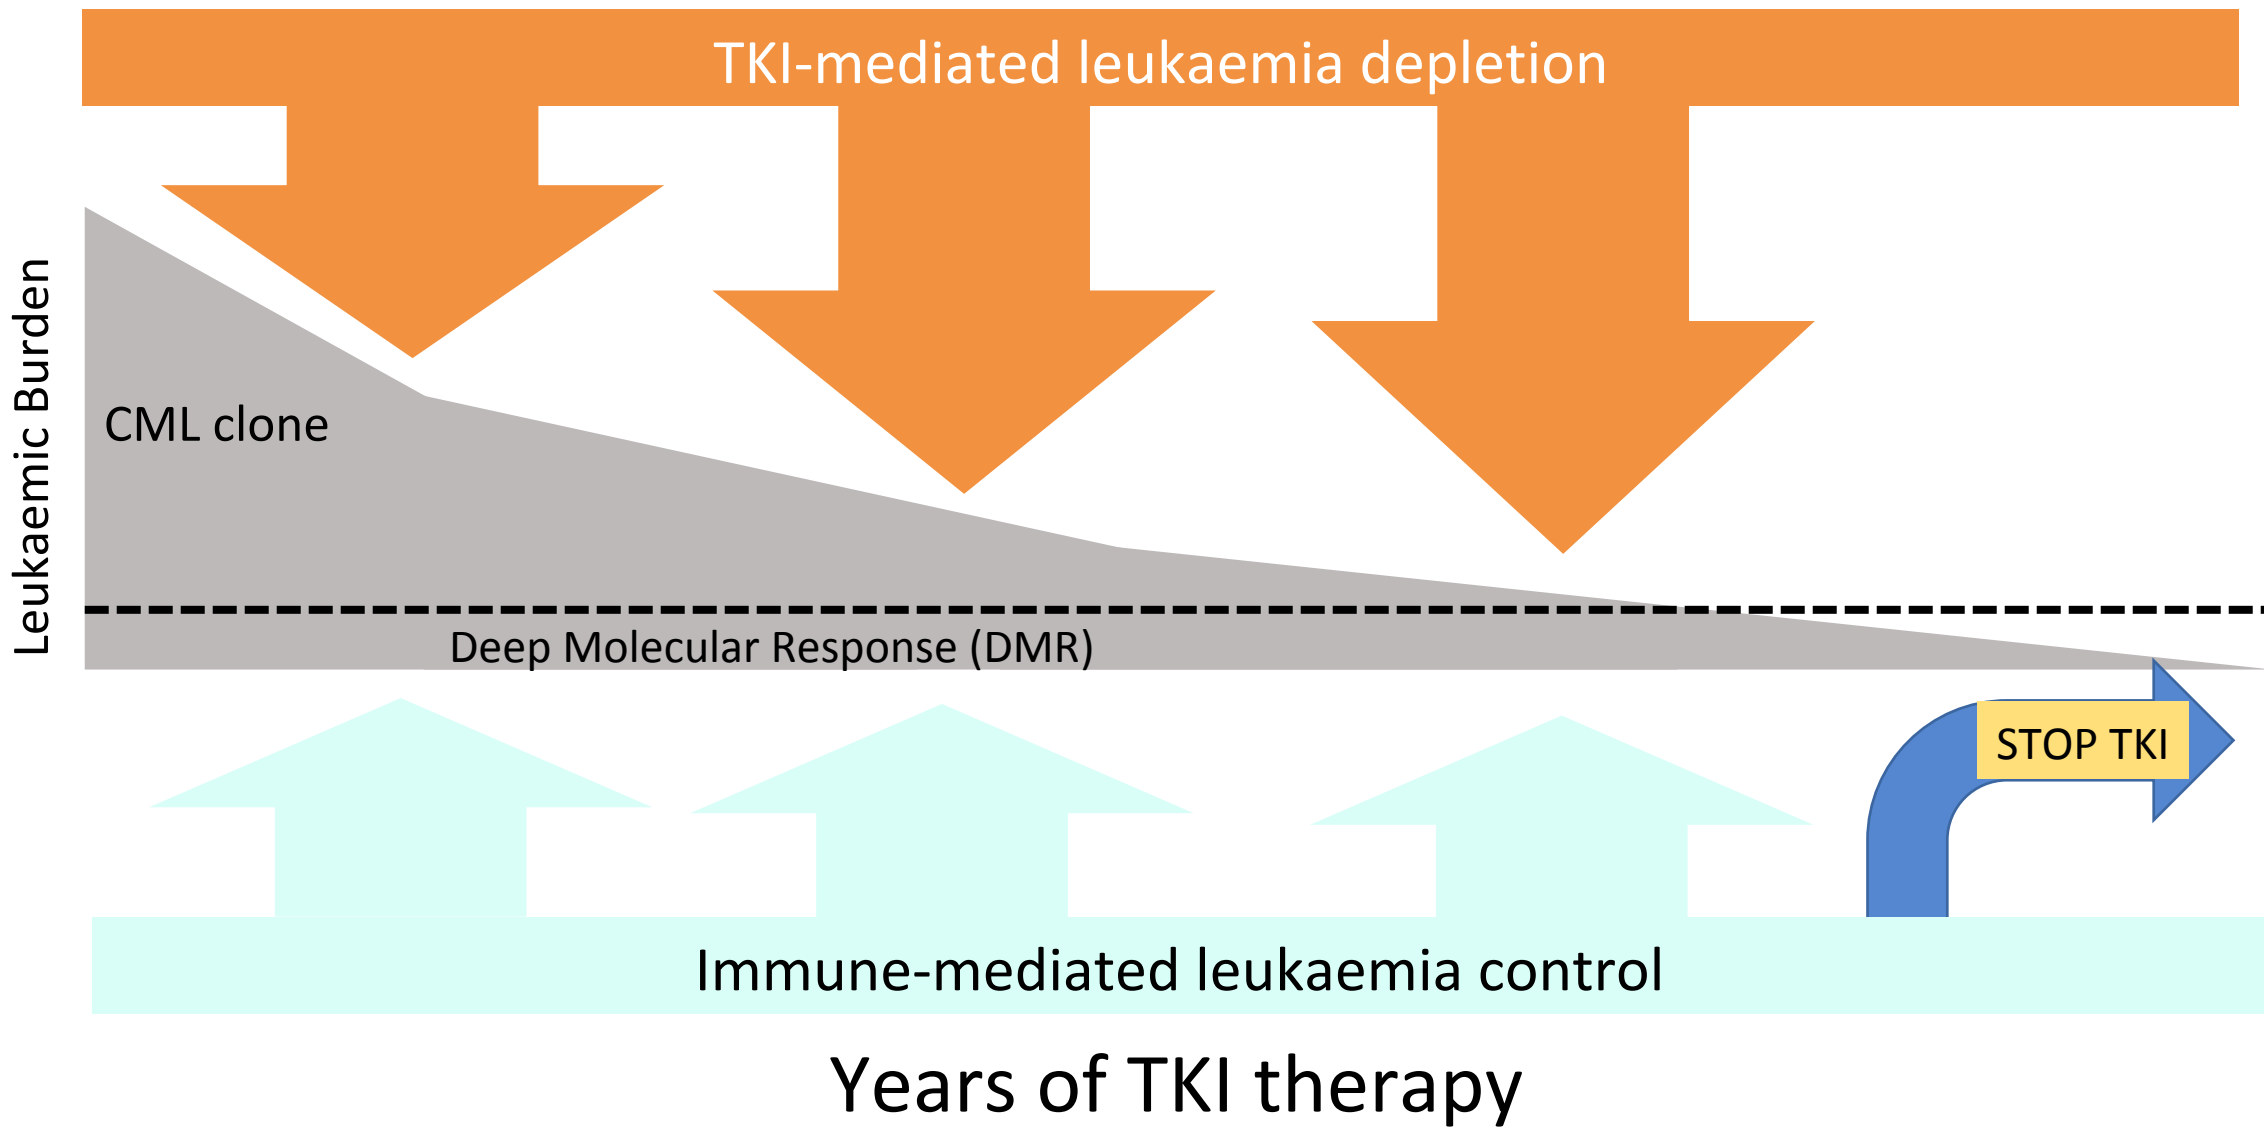 TKI-mediated leukaemia depletion
Leukaemic Burden
CML clone
Deep Molecular Response (DMR)
STOP TKI
Immune-mediated leukaemia control
Years of TKI therapy